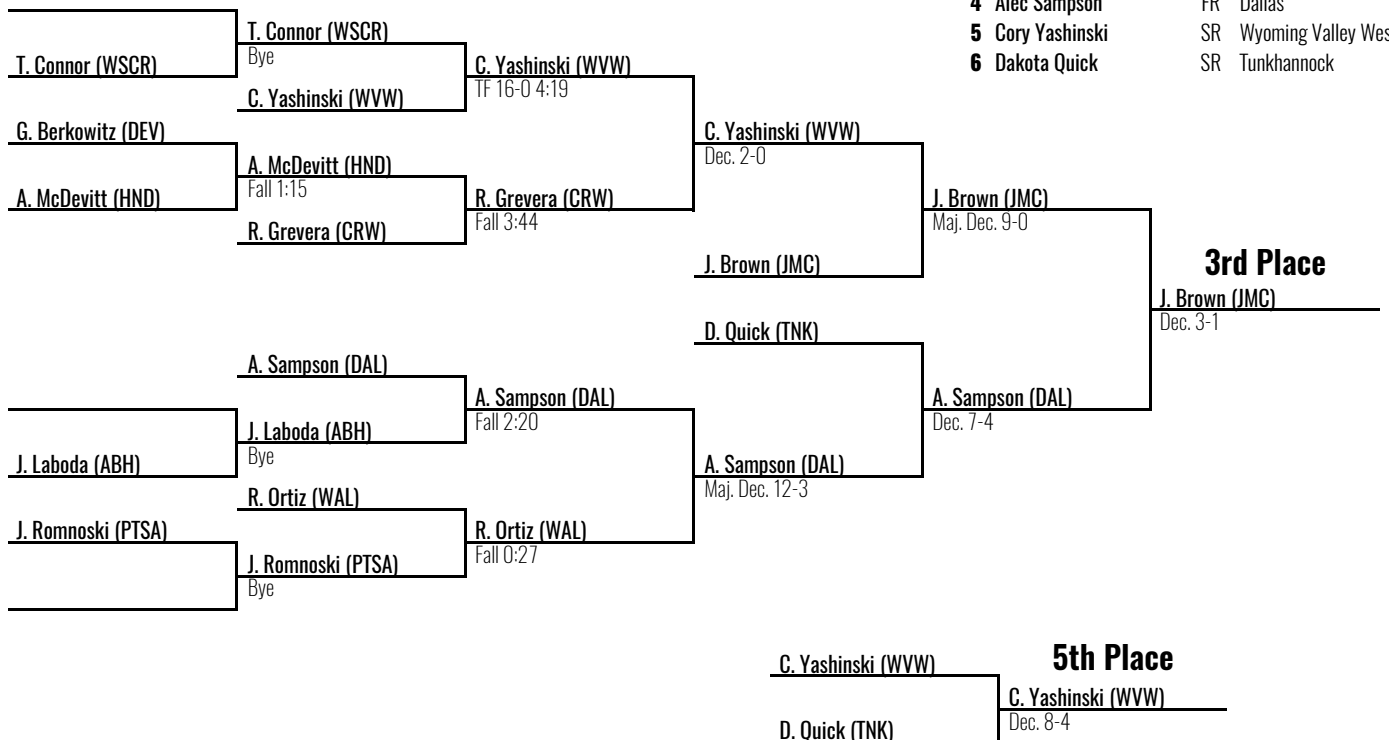 4 Alec Sampson FR Dallas
T. Connor (WSCR)
5 Cory Yashinski SR Wyoming Valley Wes
Bye
T. Connor (WSCR)
C. Yashinski (WVW)
6 Dakota Quick SR Tunkhannock
TF 16-0 4:19
C. Yashinski (WVW)
G. Berkowitz (DEV)
C. Yashinski (WVW)
Dec. 2-0
A. McDevitt (HND)
Fall 1:15
A. McDevitt (HND)
R. Grevera (CRW)
J. Brown (JMC)
Fall 3:44
Maj. Dec. 9-0
R. Grevera (CRW)
J. Brown (JMC)
3rd Place
J. Brown (JMC)
Dec. 3-1
D. Quick (TNK)
A. Sampson (DAL)
A. Sampson (DAL)
A. Sampson (DAL)
Fall 2:20
Dec. 7-4
J. Laboda (ABH)
Bye
J. Laboda (ABH)
A. Sampson (DAL)
Maj. Dec. 12-3
R. Ortiz (WAL)
J. Romnoski (PTSA)
R. Ortiz (WAL)
Fall 0:27
J. Romnoski (PTSA)
Bye
C. Yashinski (WVW)
5th Place
C. Yashinski (WVW)
Dec. 8-4
D. Quick (TNK)